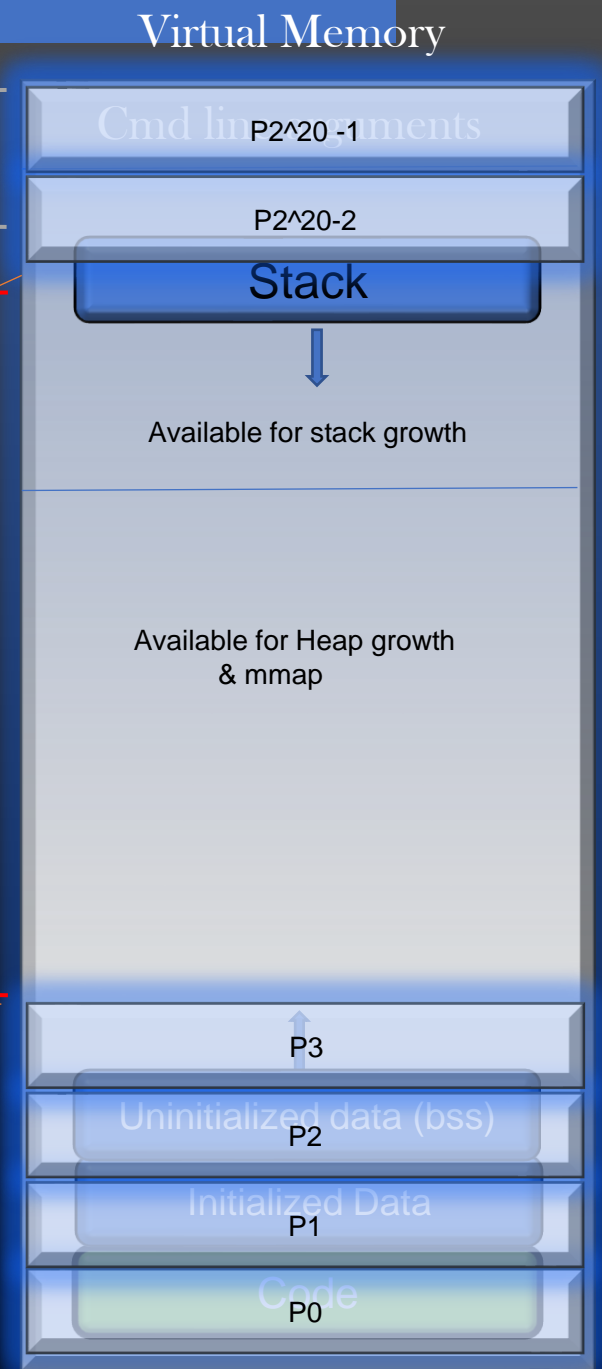 Virtual Memory
Cmd line arguments
P2^20 -1
P2^20-2
Stack
Available for stack growth
Available for Heap growth
& mmap
P3
Uninitialized data (bss)
P2
Initialized Data
P1
Code
P0